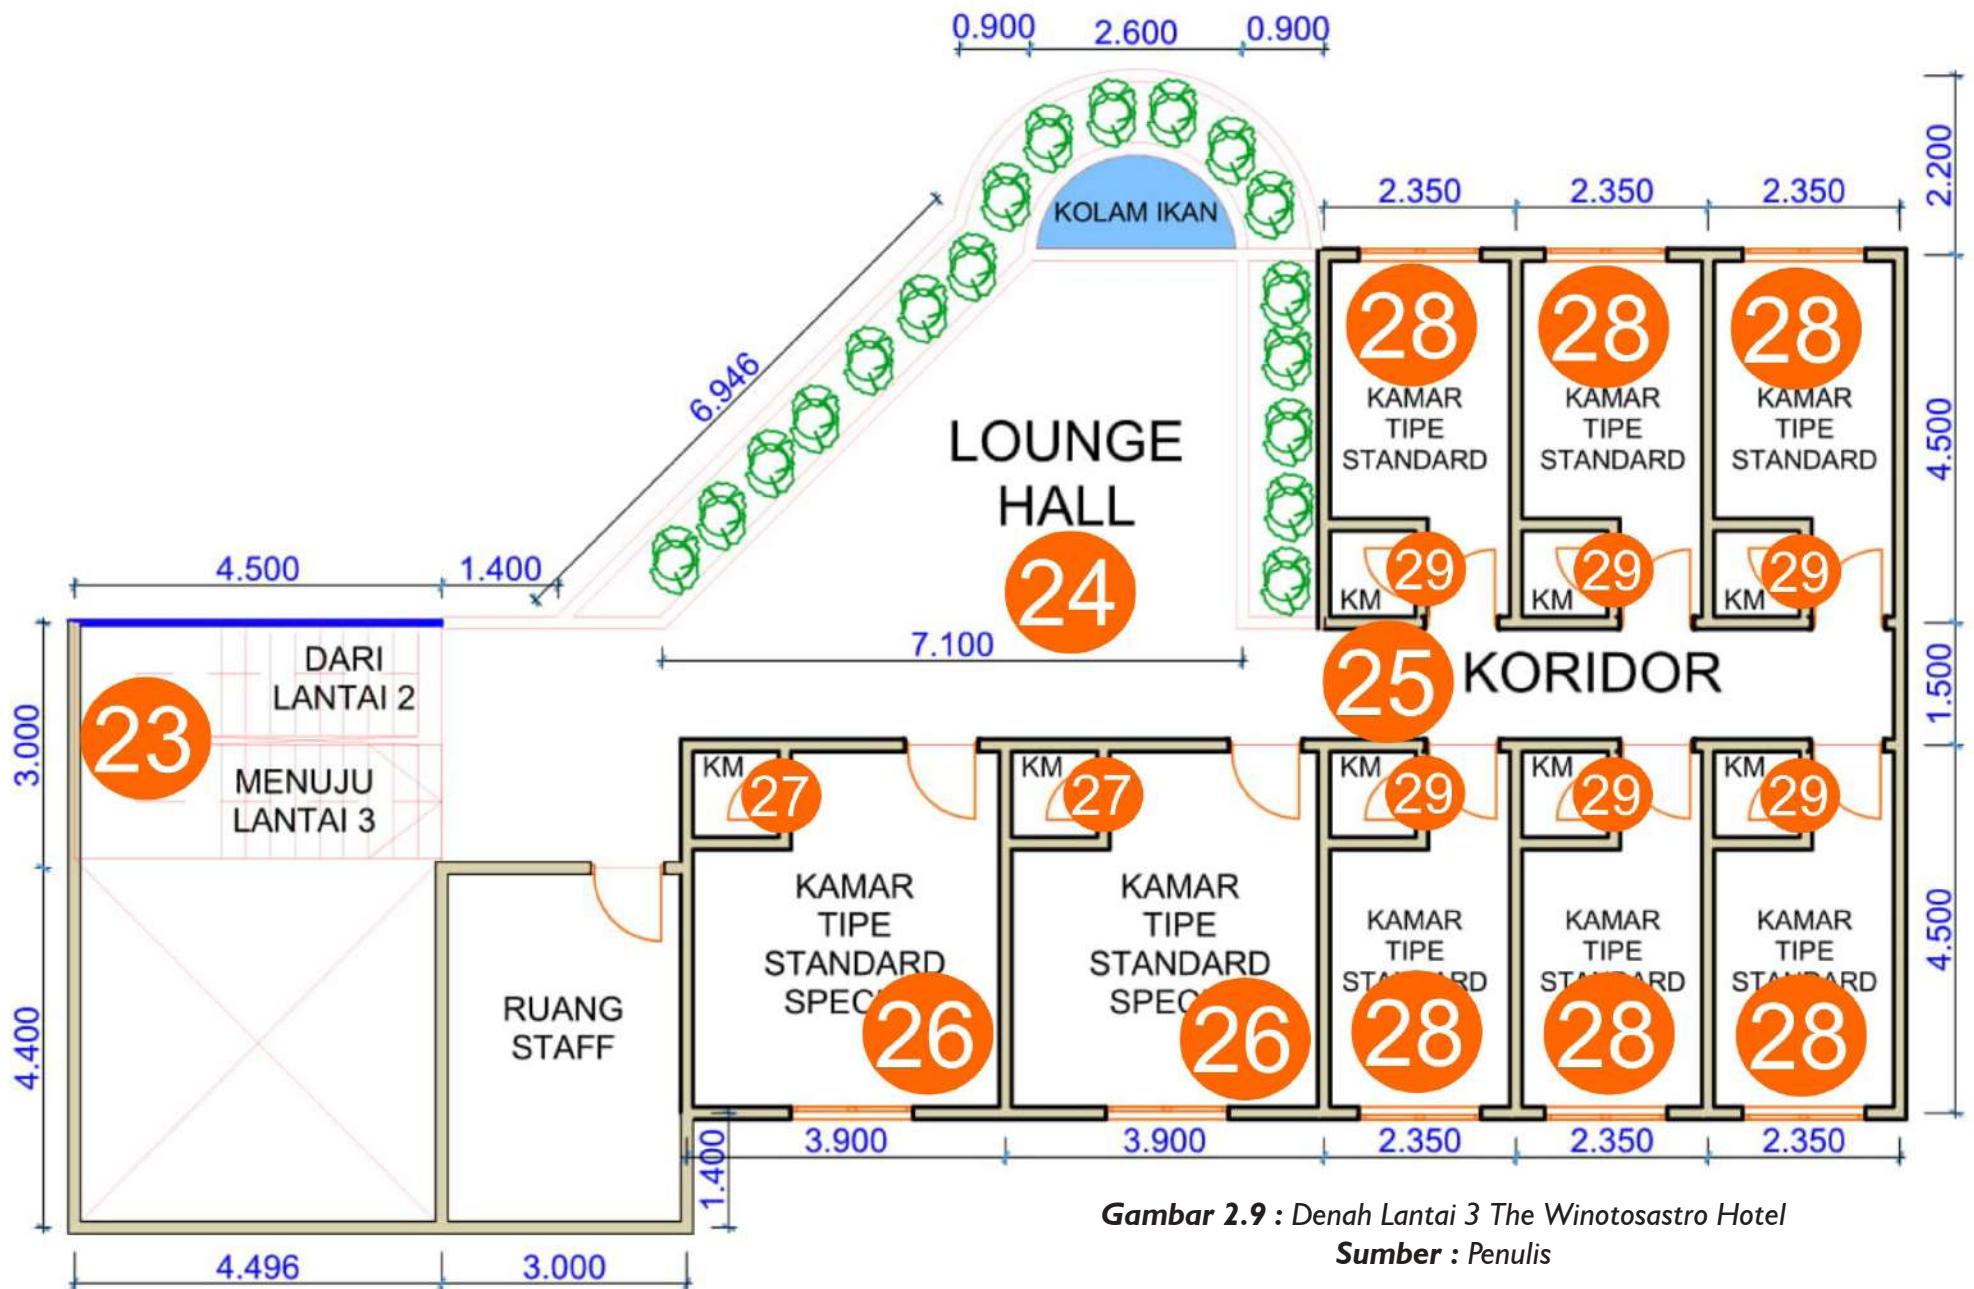 0.900 2.600 0.900
2.200
2.350 2.350 2.350
KOLAM IKAN
28 28 28
6.946
KAMAR
TIPE
STANDARD
KAMAR
TIPE
STANDARD
KAMAR
TIPE
STANDARD
4.500
LOUNGE
HALL
24
4.500 1.400
29 29 29
KM KM KM
7.100
DARI
LANTAI 2
25 KORIDOR
1.500
23
3.000
MENUJU
LANTAI 3
KM 27
KM 27
KM 29
KM 29
KM 29
KAMAR
TIPE
STANDARD
26
KAMAR
TIPE
STANDARD
26
KAMAR
TIPE
28
KAMAR
TIPE
28
KAMAR
TIPE
28
4.500
RUANG
STAFF
4.400
3.900 3.900 2.350 2.350 2.350
1.400
Gambar 2.9 : Denah Lantai 3 The Winotosastro Hotel
Sumber : Penulis
4.496 3.000